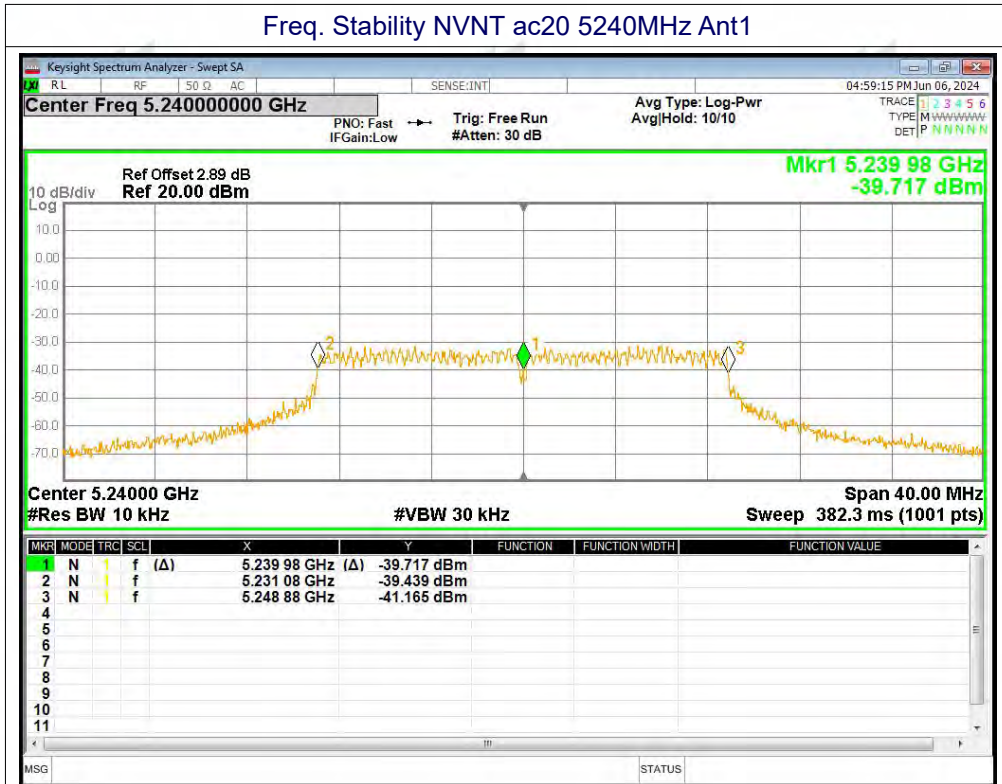 Freq. Stability NVNT ac20 5240MHz Ant1
Keysight Spectrum Analyzer - Swept SA
LXI RL RF 50 Ω AC SENSE:INT 04:59:15 PM Jun 06, 2024
Center Freq 5.240000000 GHz Avg Type: Log-Pwr TRACE 1 2 3 4 5 6
PNO: Fast Trig: Free Run Avg|Hold: 10/10 TYPE M WWWWW
IFGain:Low #Atten: 30 dB DET P N N N N N
Mkr1 5.239 98 GHz
Ref Offset 2.89 dB
10 dB/div Ref 20.00 dBm -39.717 dBm
Log
10.0
0.00
-10.0
-20.0
-30.0
2 1 3
-40.0
-50.0
-60.0
-70.0
Center 5.24000 GHz Span 40.00 MHz
#Res BW 10 kHz #VBW 30 kHz Sweep 382.3 ms (1001 pts)
MKR MODE TRC SCL X Y FUNCTION FUNCTION WIDTH FUNCTION VALUE
1 N 1 f (Δ) 5.239 98 GHz (Δ) -39.717 dBm
2 N 1 f 5.231 08 GHz -39.439 dBm
3 N 1 f 5.248 88 GHz -41.165 dBm
4
5
6
7
8
9
10
11
MSG STATUS